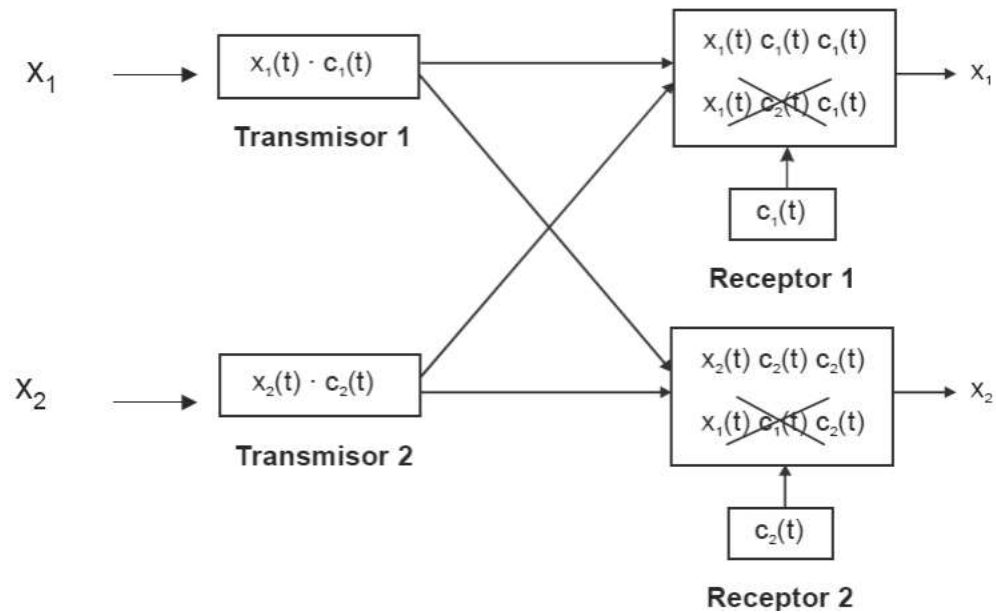 X₁
x₁(t) · c₁(t)
Transmisor 1
x₁(t) c₁(t) c₁(t)
x₁(t) c₂(t) c₁(t)
x₁
c₁(t)
Receptor 1
X₂
x₂(t) · c₂(t)
Transmisor 2
x₂(t) c₂(t) c₂(t)
x₁(t) c₁(t) c₂(t)
x₂
c₂(t)
Receptor 2